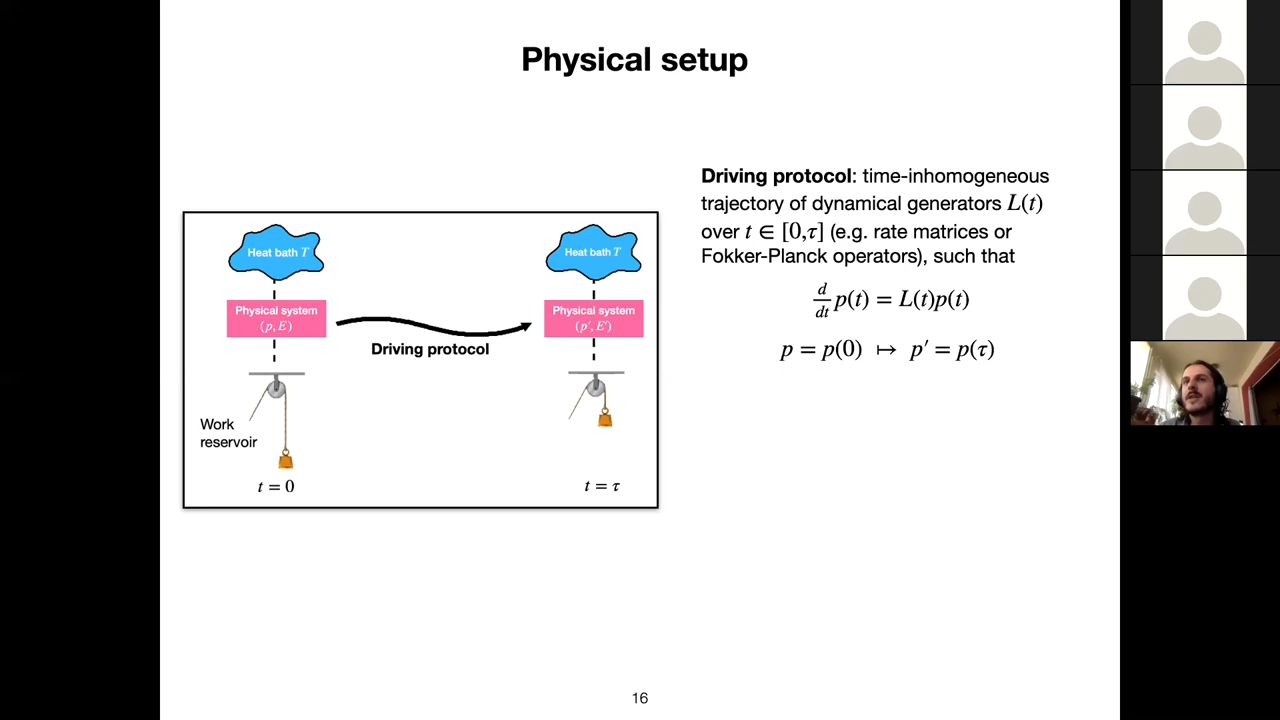 Physical setup
Heat bath T
Physical system
(p, E)
Work
reservoir
t = 0
Driving protocol
Heat bath T
Physical system
(p′, E′)
t = τ
Driving protocol: time-inhomogeneous
trajectory of dynamical generators L(t)
over t ∈ [0,τ] (e.g. rate matrices or
Fokker-Planck operators), such that
d/dt p(t) = L(t)p(t)
p = p(0) ↦ p′ = p(τ)
16